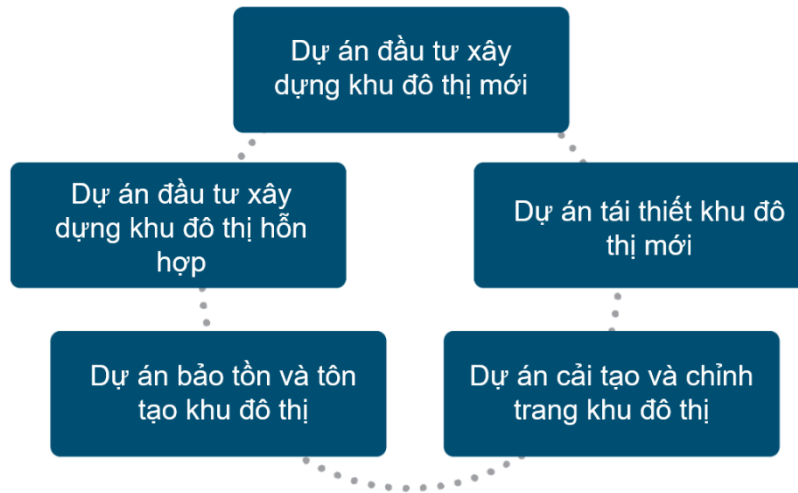 Dự án đầu tư xây
dựng khu đô thị mới
Dự án đầu tư xây
dựng khu đô thị hỗn
hợp
Dự án tái thiết khu đô
thị mới
Dự án bảo tồn và tôn
tạo khu đô thị
Dự án cải tạo và chỉnh
trang khu đô thị